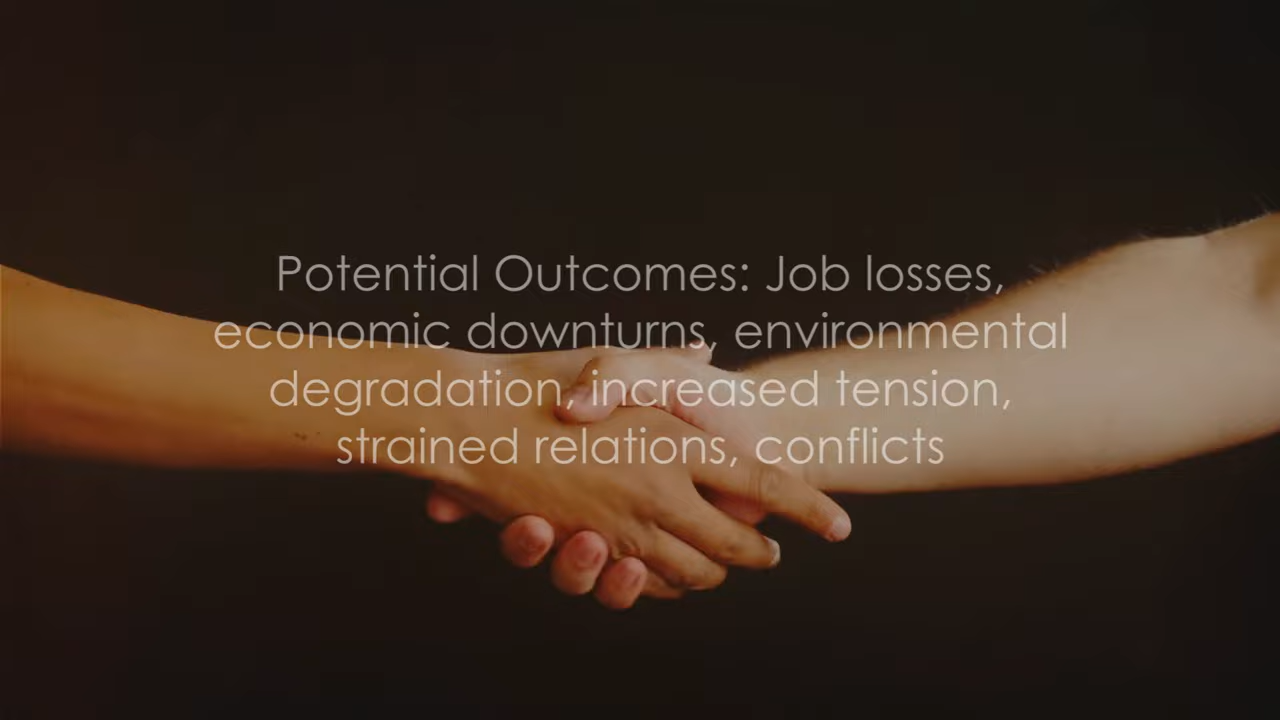 Potential Outcomes: Job losses,
economic downturns, environmental
degradation, increased tension,
strained relations, conflicts